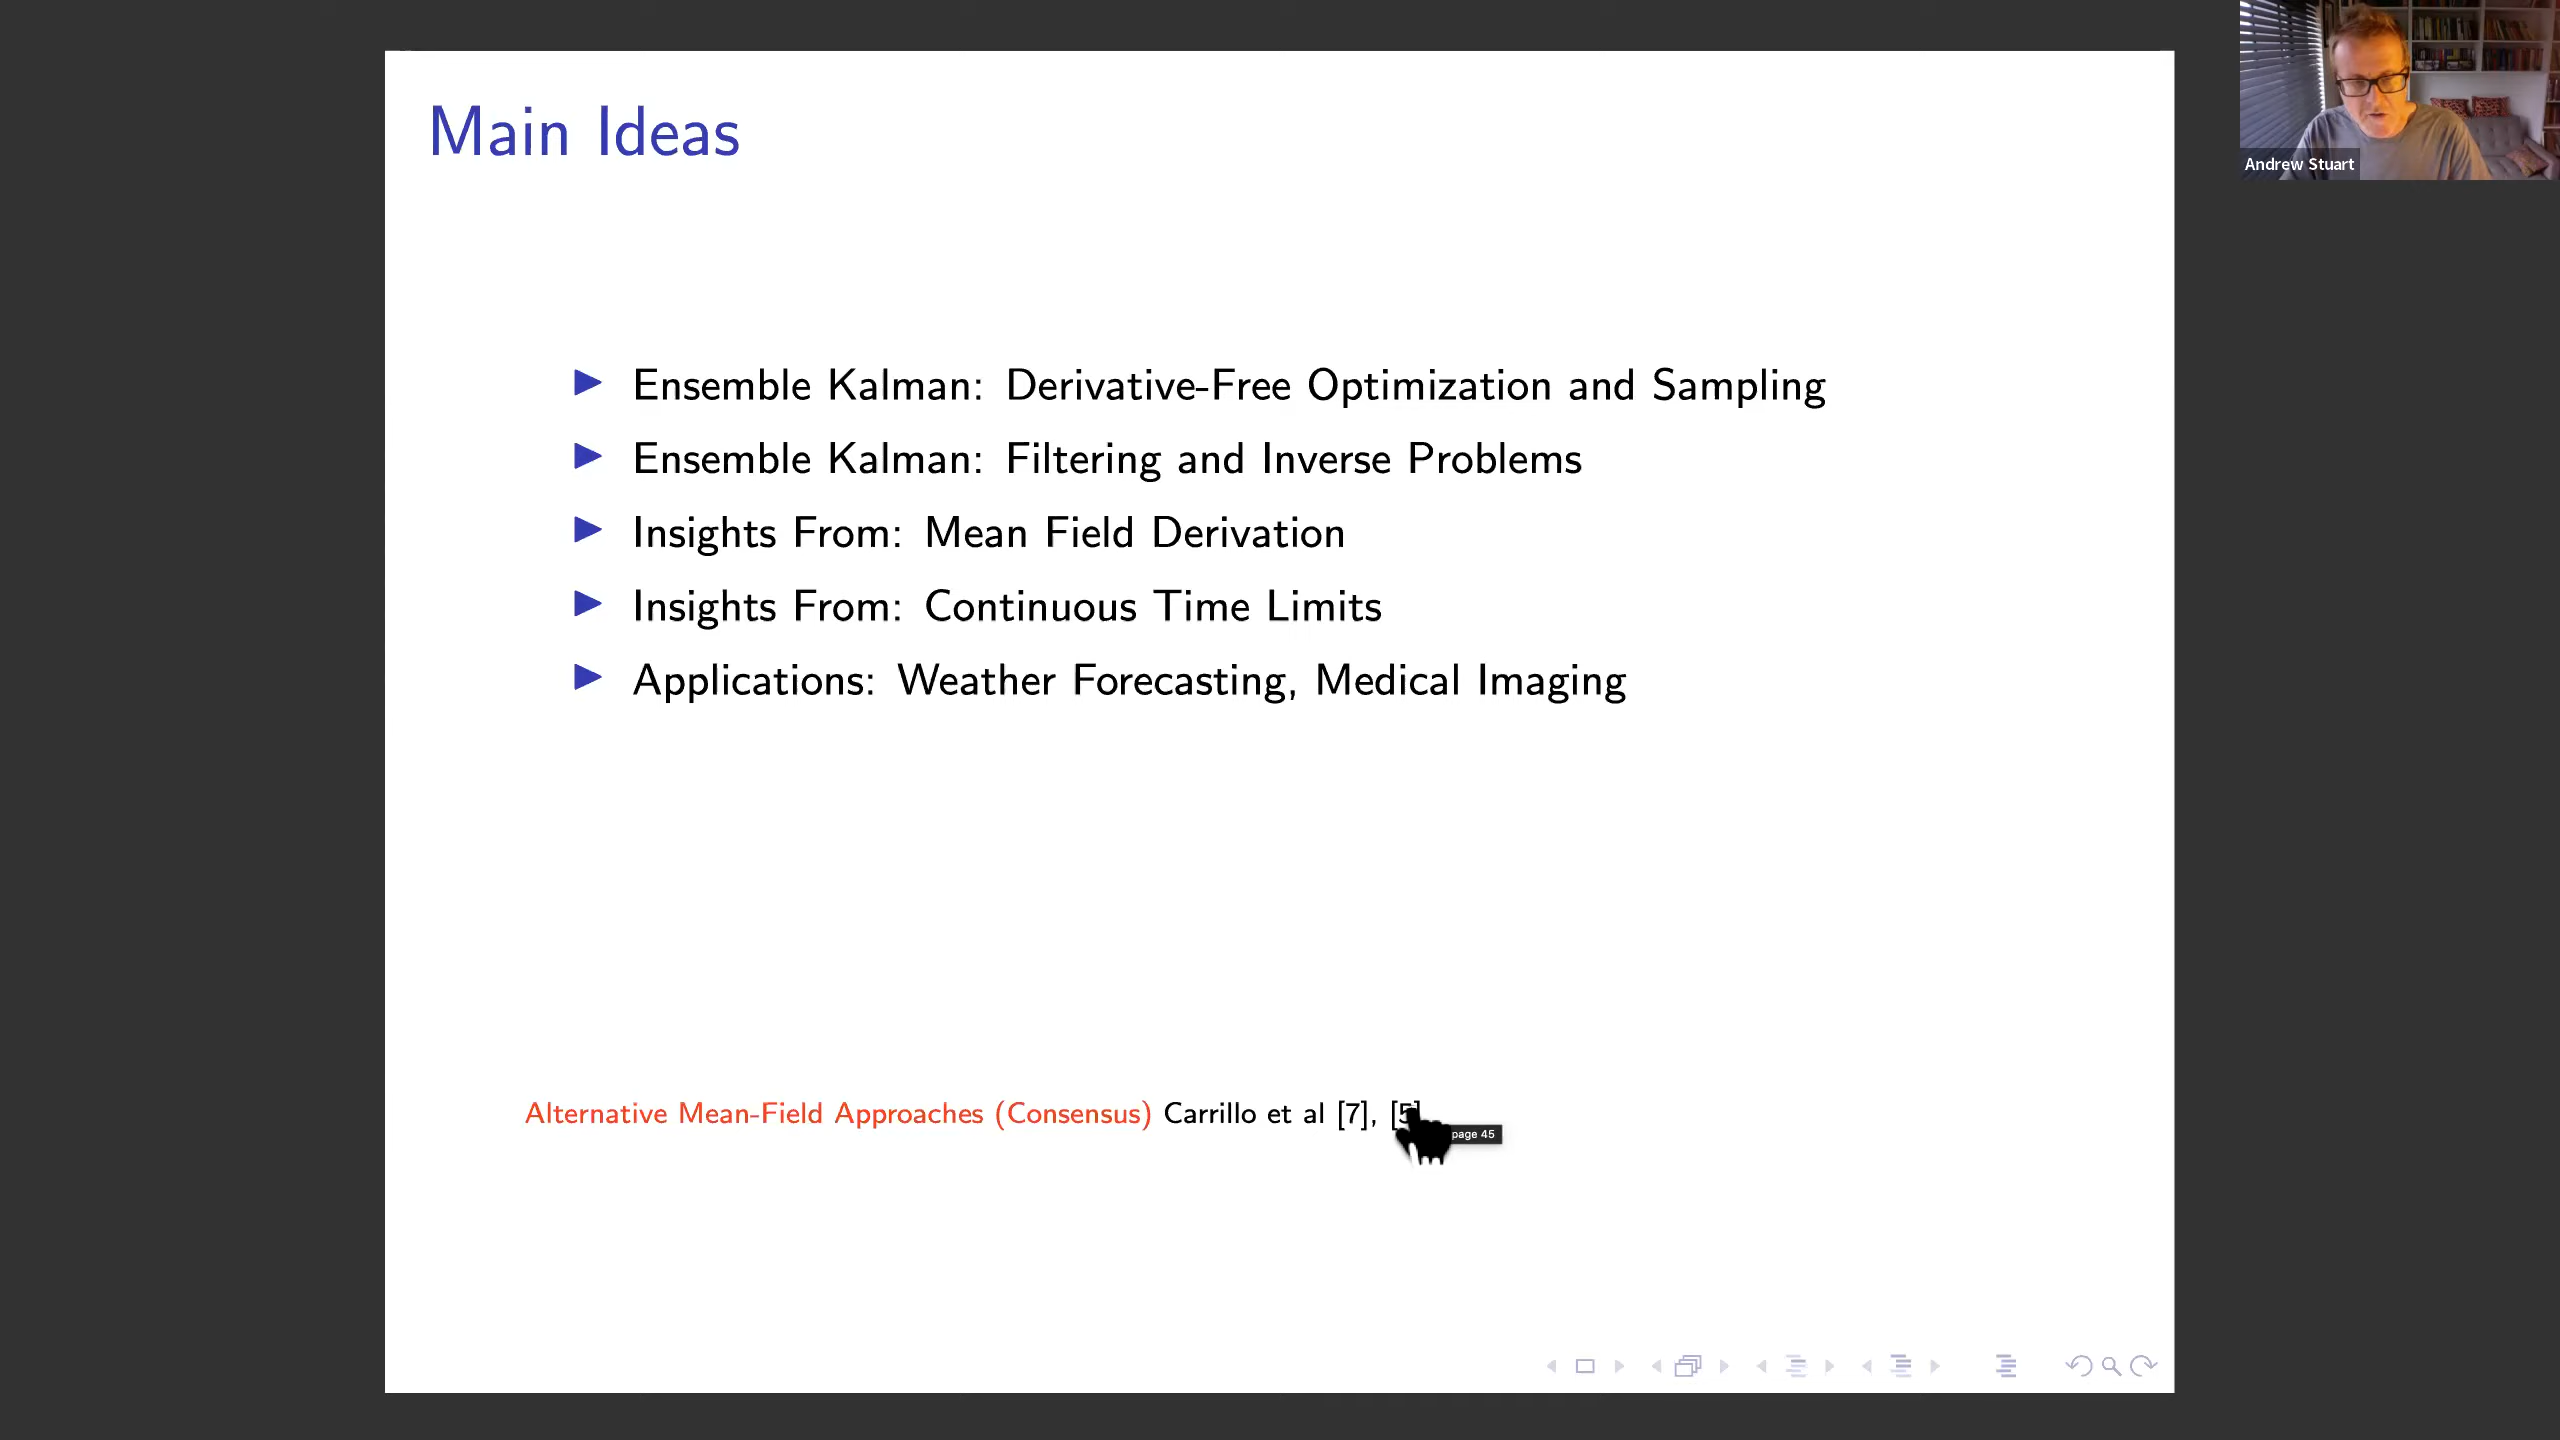 Main Ideas
Andrew Stuart
Ensemble Kalman: Derivative-Free Optimization and Sampling
Ensemble Kalman: Filtering and Inverse Problems
Insights From: Mean Field Derivation
Insights From: Continuous Time Limits
Applications: Weather Forecasting, Medical Imaging
Alternative Mean-Field Approaches (Consensus) Carrillo et al [7], [5]
page 45